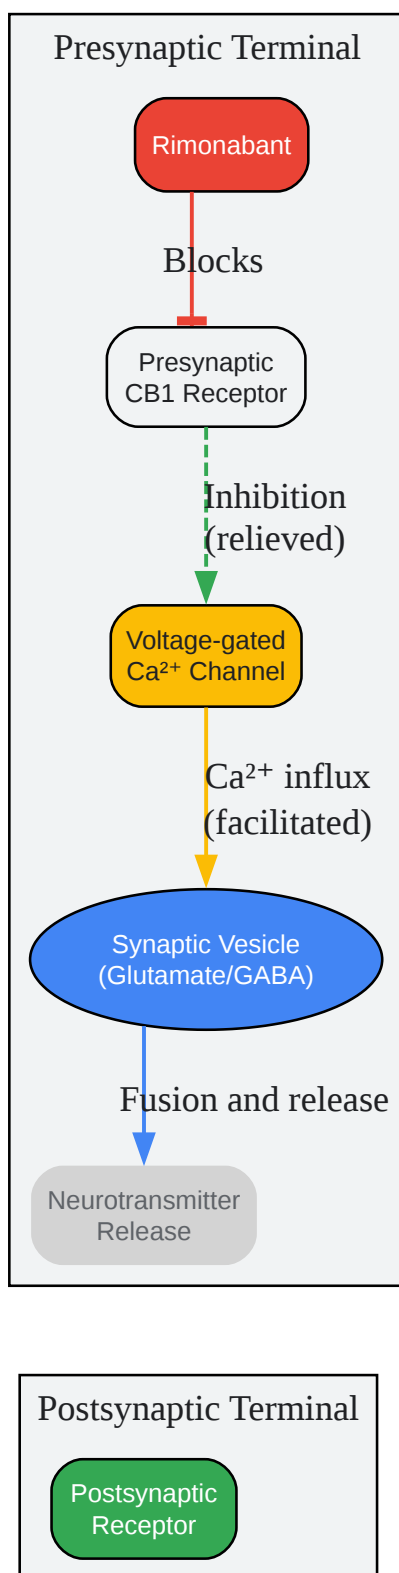 Presynaptic Terminal
Rimonabant
Blocks
Presynaptic
CB1 Receptor
Inhibition
(relieved)
Voltage-gated
Ca²⁺ Channel
Ca²⁺ influx
(facilitated)
Synaptic Vesicle
(Glutamate/GABA)
Fusion and release
Neurotransmitter
Release
Postsynaptic Terminal
Postsynaptic
Receptor